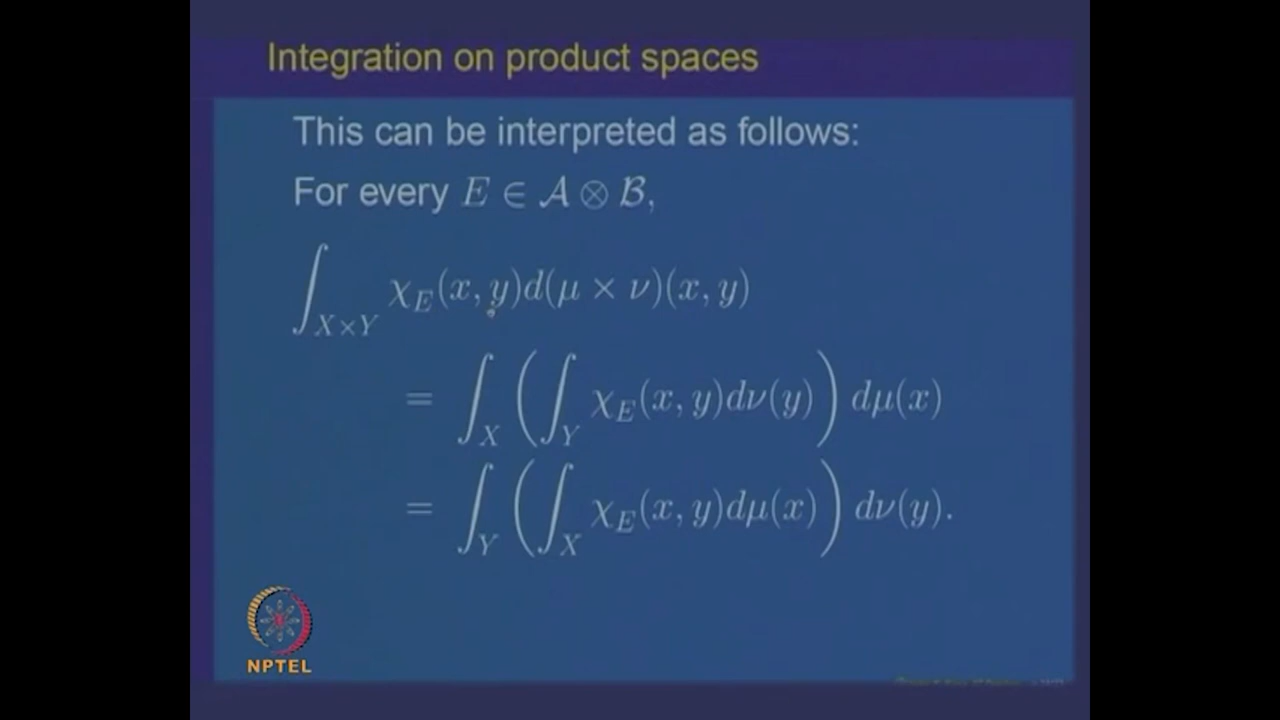 Integration on product spaces
This can be interpreted as follows:
For every E ∈ 𝒜 ⊗ ℬ,
∫_{X×Y} χ_E(x, y)d(μ × ν)(x, y)
= ∫_X (∫_Y χ_E(x, y)dν(y)) dμ(x)
= ∫_Y (∫_X χ_E(x, y)dμ(x)) dν(y).
NPTEL